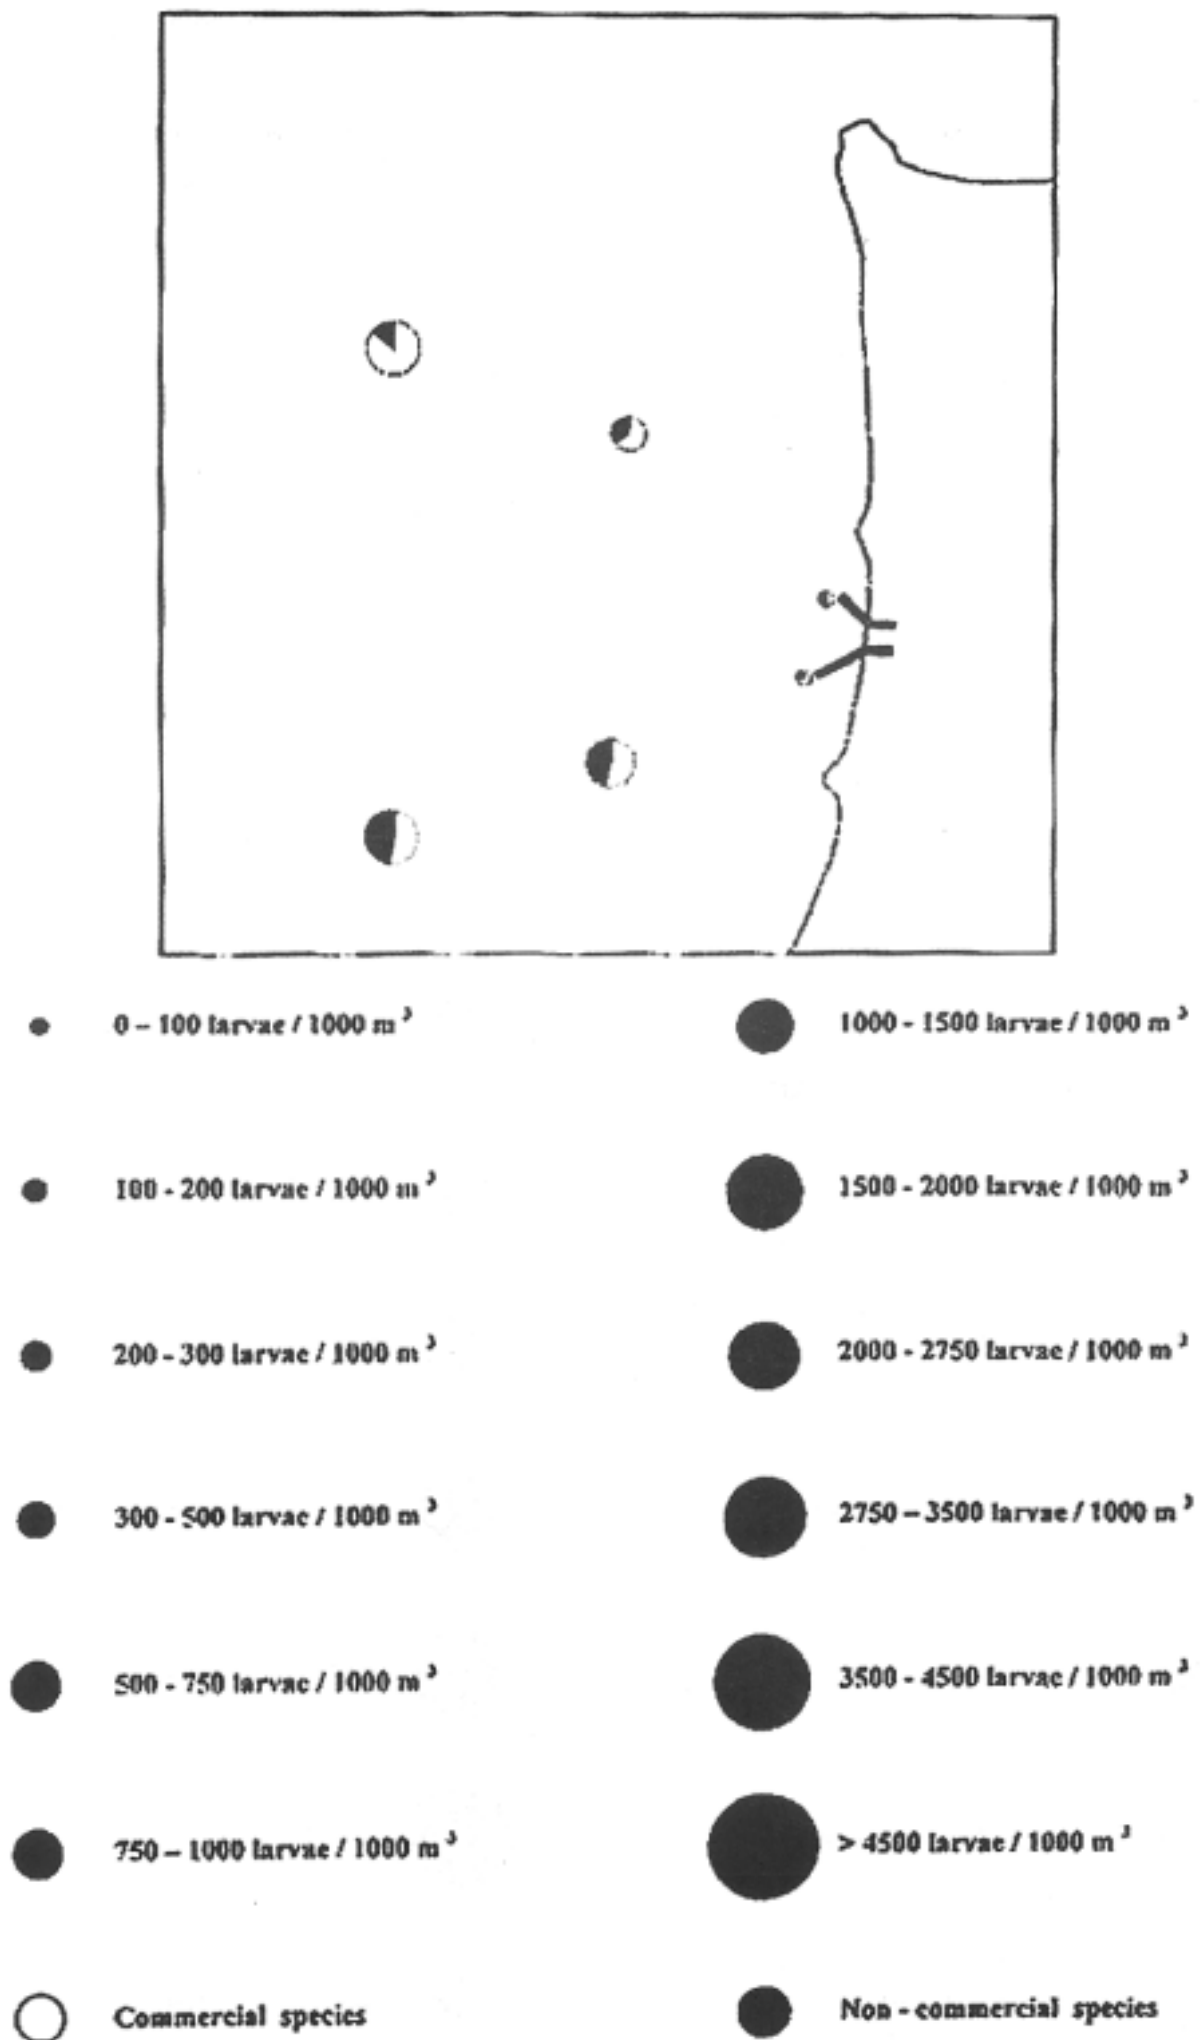 0 – 100 larvae / 1000 m³
1000 - 1500 larvae / 1000 m³
100 - 200 larvae / 1000 m³
1500 - 2000 larvae / 1000 m³
200 - 300 larvae / 1000 m³
2000 - 2750 larvae / 1000 m³
300 - 500 larvae / 1000 m³
2750 – 3500 larvae / 1000 m³
500 - 750 larvae / 1000 m³
3500 - 4500 larvae / 1000 m³
750 – 1000 larvae / 1000 m³
> 4500 larvae / 1000 m³
Commercial species
Non - commercial species